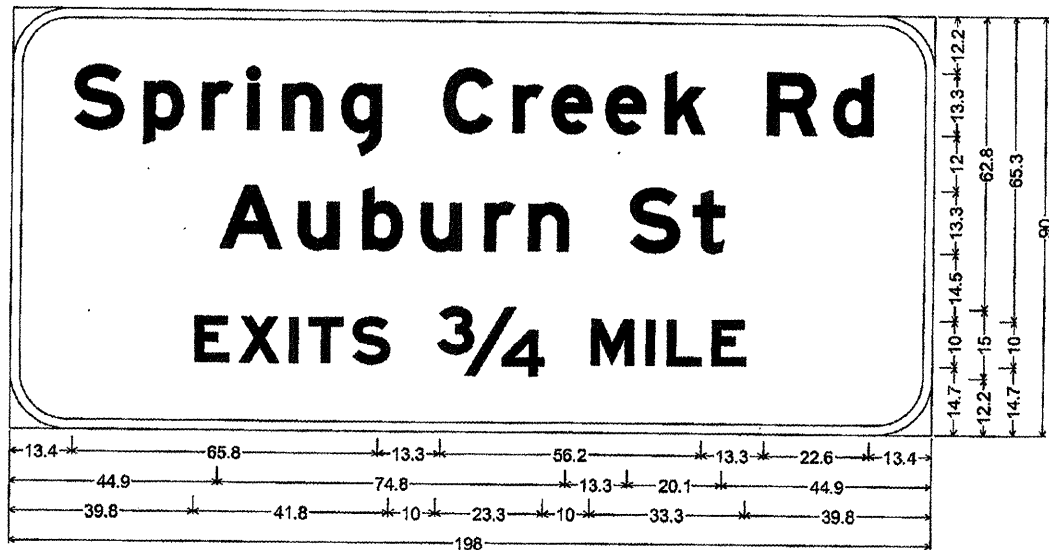 Spring Creek Rd
Auburn St
EXITS 3/4 MILE
12.2 13.3 12 13.3 14.5 10 14.7
62.8 15 12.2
65.3 10 14.7
90
13.4 65.8 13.3 56.2 13.3 22.6 13.4
44.9 74.8 13.3 20.1 44.9
39.8 41.8 10 23.3 10 33.3 39.8
198